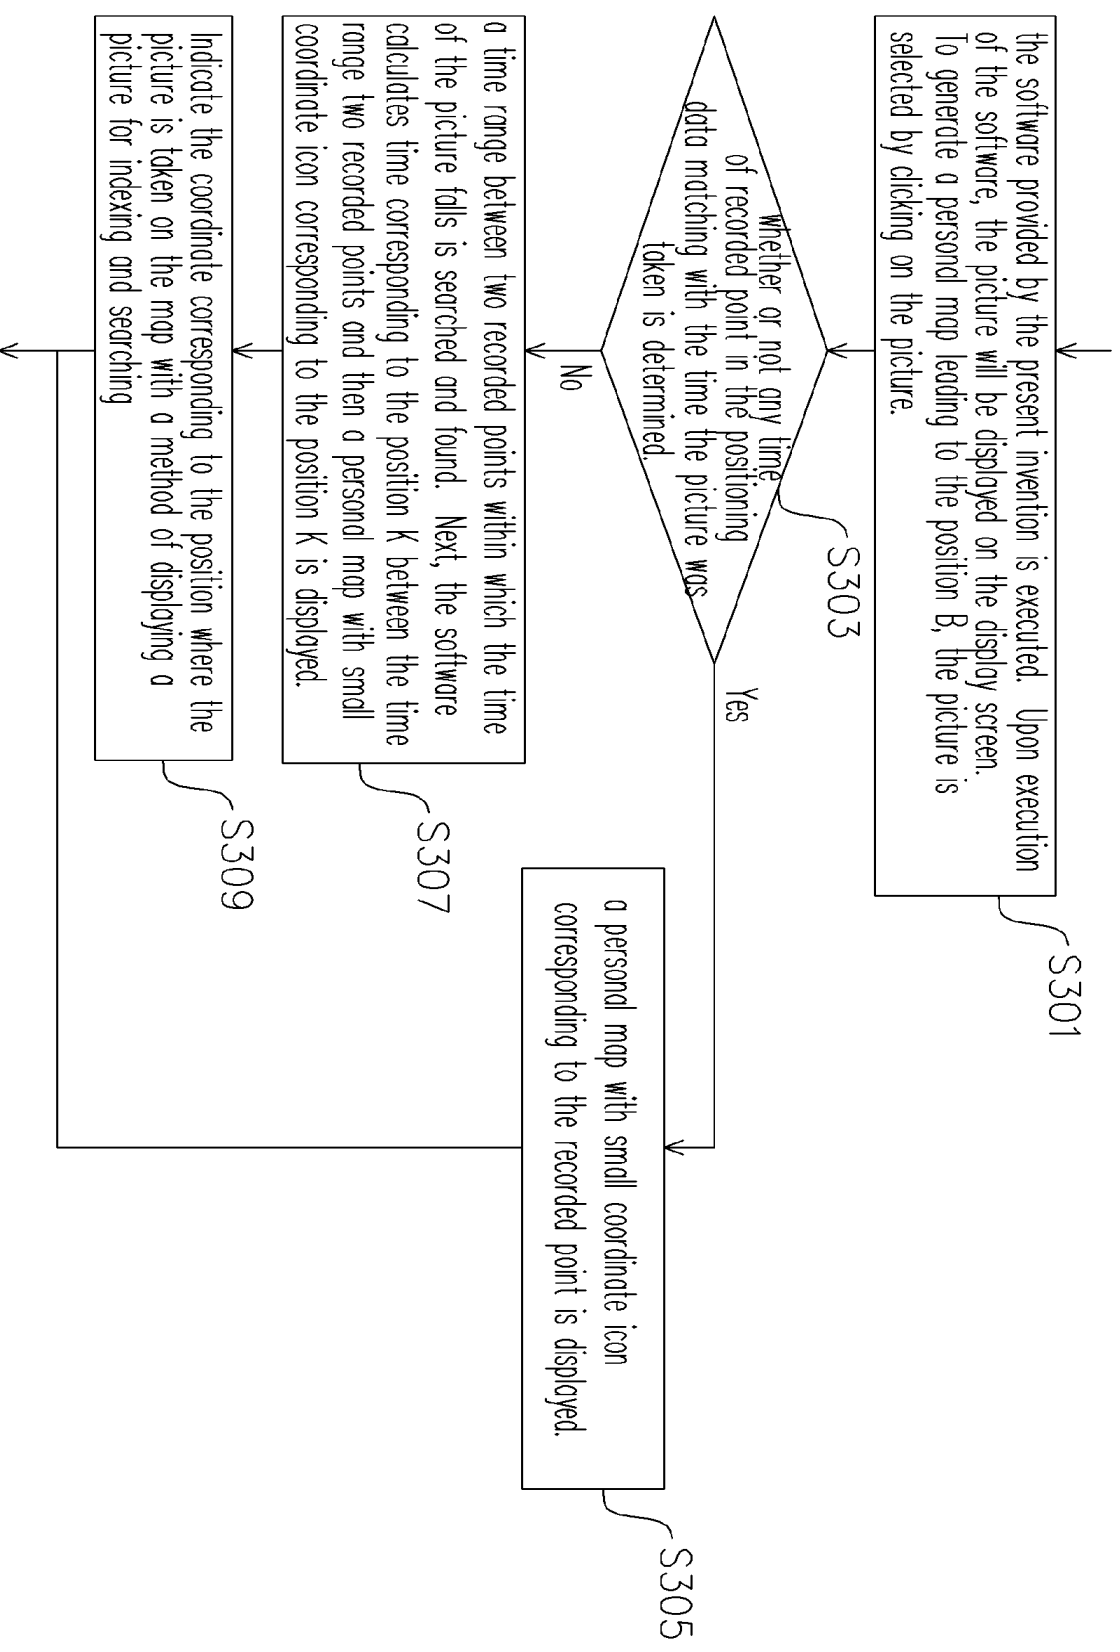 the software provided by the present invention is executed. Upon execution
of the software, the picture will be displayed on the display screen.
To generate a personal map leading to the position B, the picture is
selected by clicking on the picture.
S301
whether or not any time
of recorded point in the positioning
data matching with the time the picture was
taken is determined.
S303
Yes
No
a personal map with small coordinate icon
corresponding to the recorded point is displayed.
S305
a time range between two recorded points within which the time
of the picture falls is searched and found. Next, the software
calculates time corresponding to the position K between the time
range two recorded points and then a personal map with small
coordinate icon corresponding to the position K is displayed.
S307
Indicate the coordinate corresponding to the position where the
picture is taken on the map with a method of displaying a
picture for indexing and searching
S309